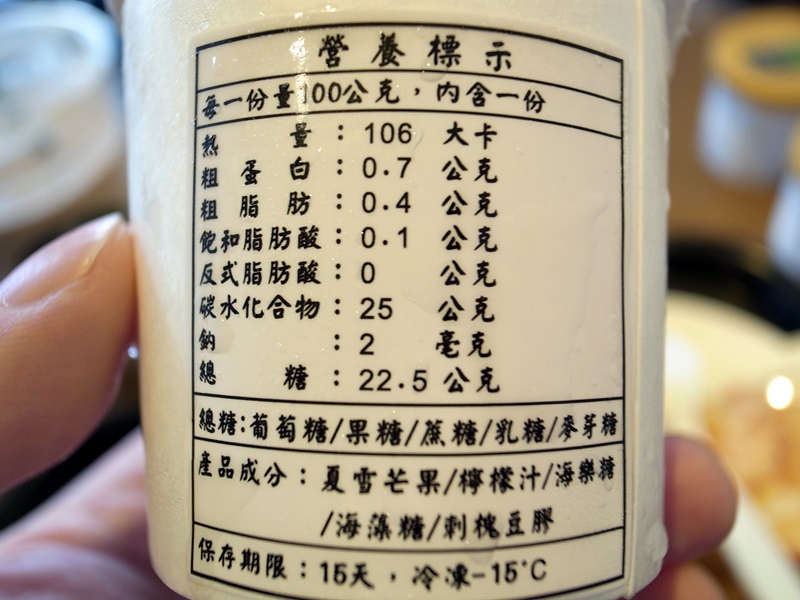 營養標示
每一份量100公克，內含一份
熱量：106 大卡
粗蛋白：0.7 公克
粗脂肪：0.4 公克
飽和脂肪酸：0.1 公克
反式脂肪酸：0 公克
碳水化合物：25 公克
鈉：2 毫克
總糖：22.5 公克
總糖:葡萄糖/果糖/蔗糖/乳糖/麥芽糖
產品成分：夏雪芒果/檸檬汁/海樂糖
/海藻糖/刺槐豆膠
保存期限：15天，冷凍-15°C